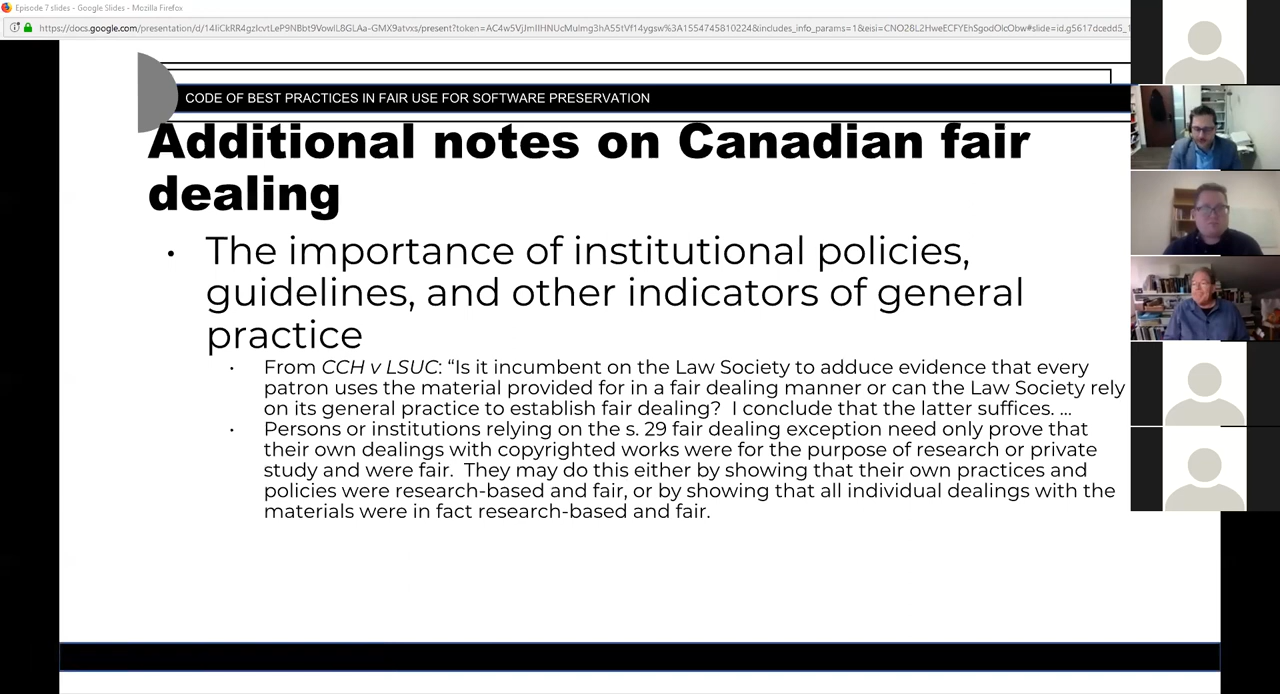 Episode 7 slides - Google Slides - Mozilla Firefox
CODE OF BEST PRACTICES IN FAIR USE FOR SOFTWARE PRESERVATION
Additional notes on Canadian fair
dealing
• The importance of institutional policies,
guidelines, and other indicators of general
practice
• From CCH v LSUC: “Is it incumbent on the Law Society to adduce evidence that every
patron uses the material provided for in a fair dealing manner or can the Law Society rely
on its general practice to establish fair dealing?  I conclude that the latter suffices. ...
• Persons or institutions relying on the s. 29 fair dealing exception need only prove that
their own dealings with copyrighted works were for the purpose of research or private
study and were fair.  They may do this either by showing that their own practices and
policies were research-based and fair, or by showing that all individual dealings with the
materials were in fact research-based and fair.